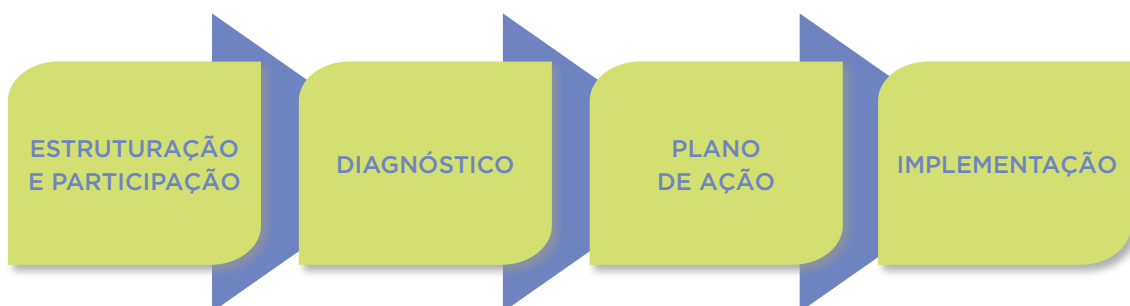 ESTRUTURAÇÃO
E PARTICIPAÇÃO
DIAGNÓSTICO
PLANO
DE AÇÃO
IMPLEMENTAÇÃO